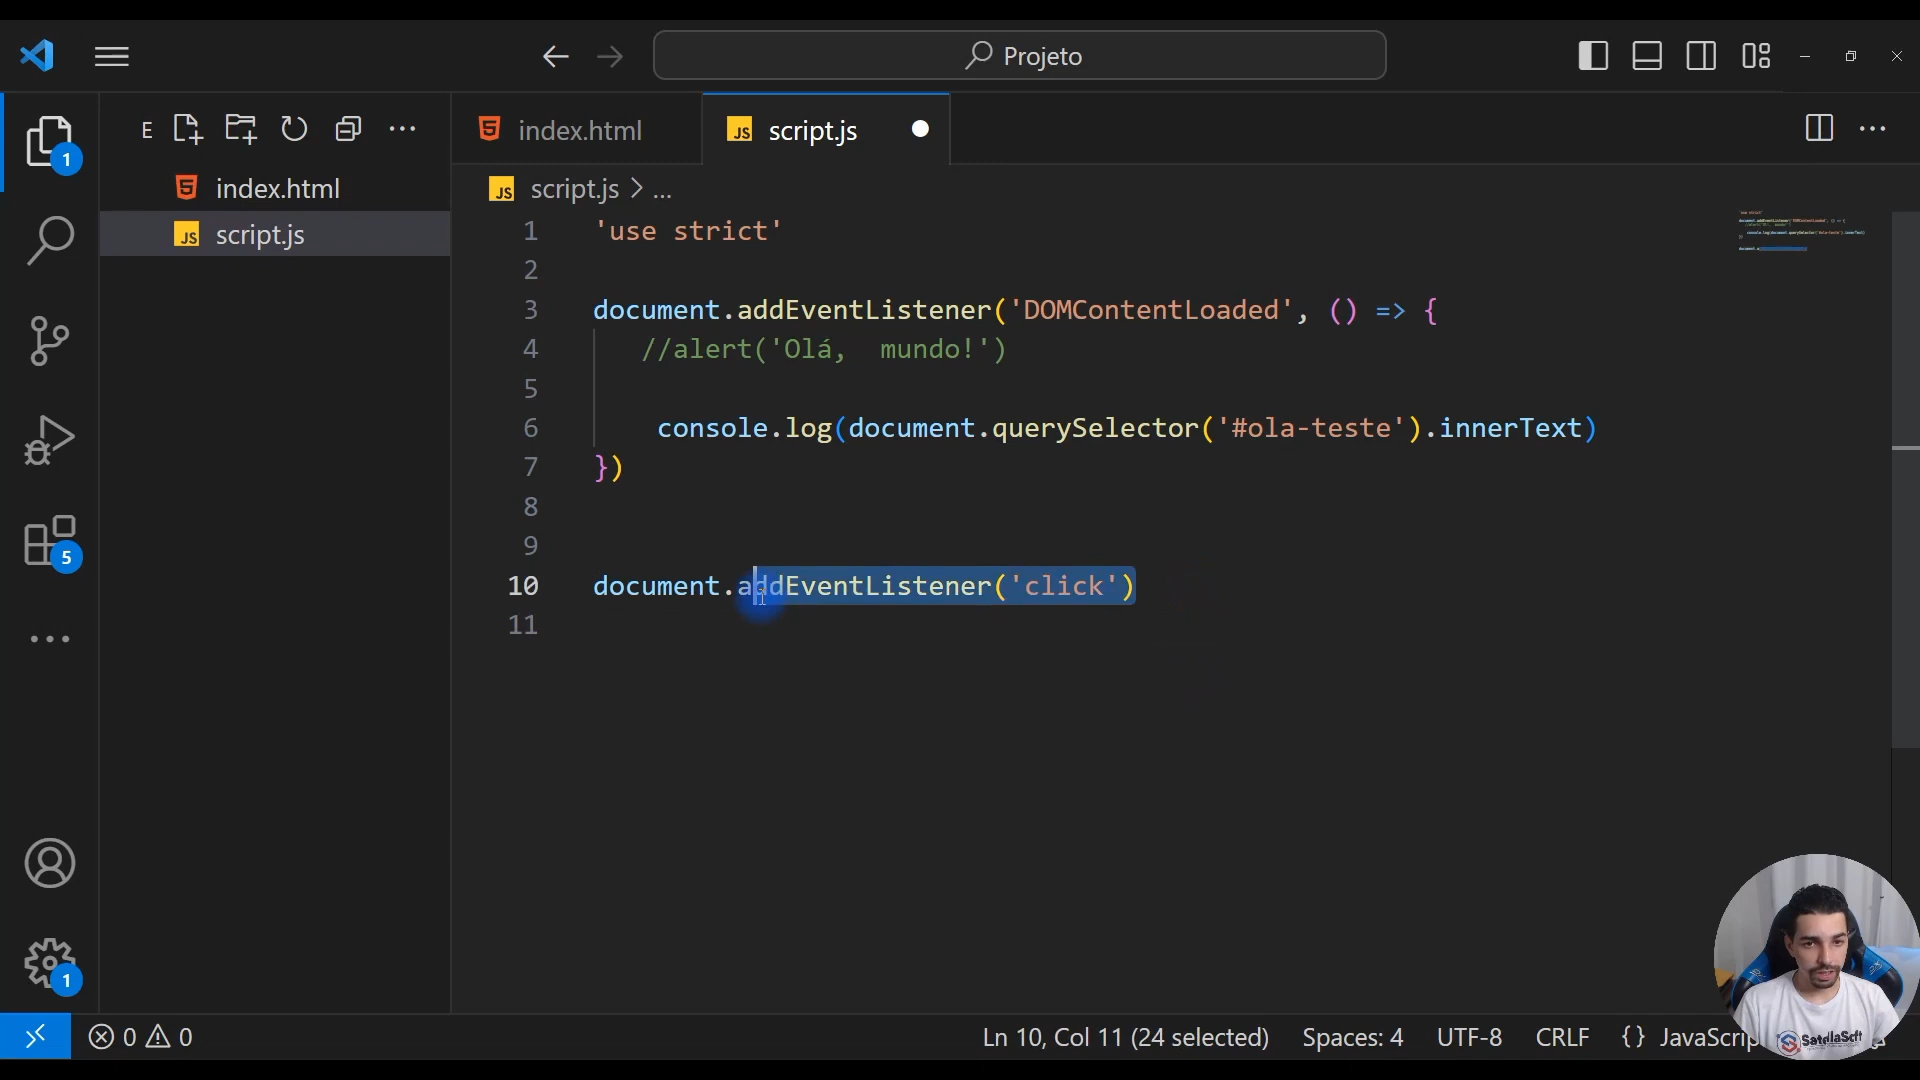 Projeto
E
index.html
script.js
index.html
script.js
script.js > ...
1 'use strict'
2
3 document.addEventListener('DOMContentLoaded', () => {
4 //alert('Olá,  mundo!')
5
6 console.log(document.querySelector('#ola-teste').innerText)
7 })
8
9
10 document.addEventListener('click')
11
1
5
1
0 0
Ln 10, Col 11 (24 selected)
Spaces: 4
UTF-8
CRLF
{} JavaScrip
SatellaSoft